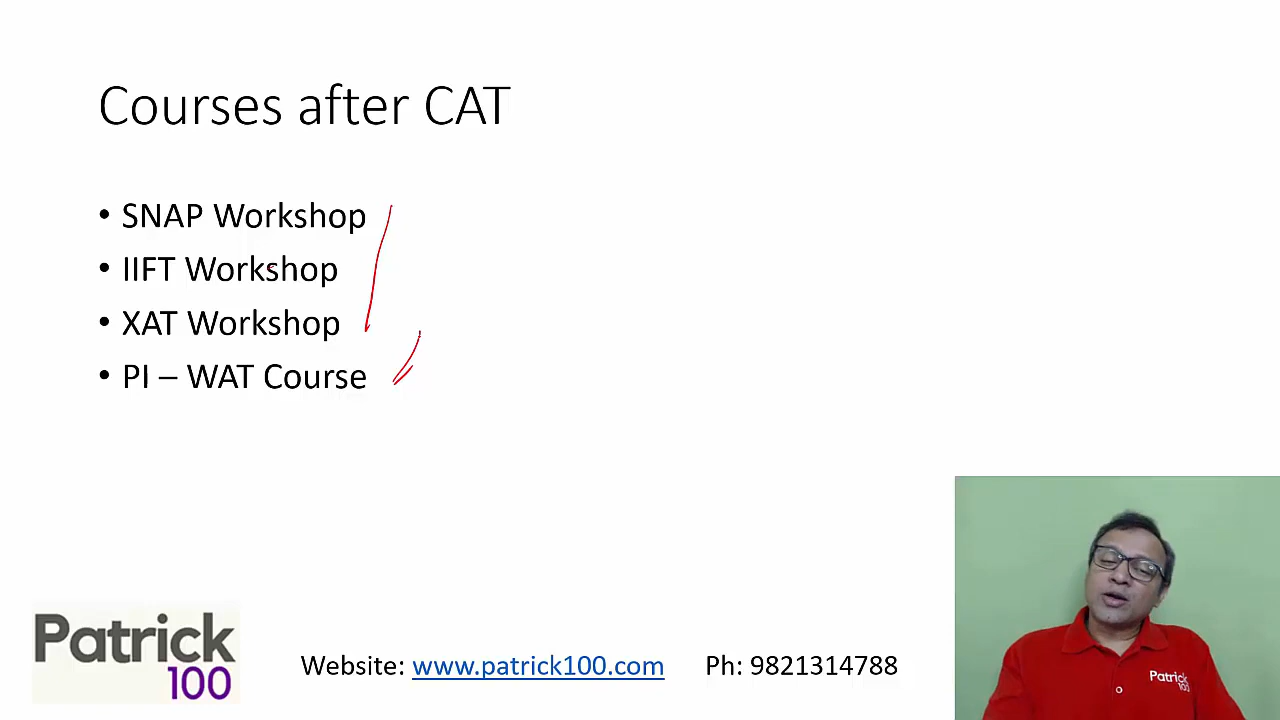 Courses after CAT
• SNAP Workshop
• IIFT Workshop
• XAT Workshop
• PI – WAT Course
Patrick
100
Website: www.patrick100.com Ph: 9821314788
Patrick
100